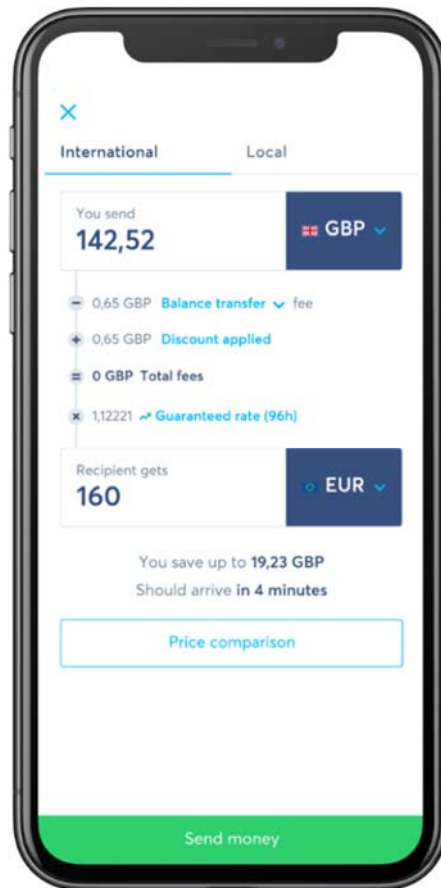 International Local
You send
142,52
GBP
0,65 GBP Balance transfer fee
0,65 GBP Discount applied
0 GBP Total fees
1,12221 Guaranteed rate (96h)
Recipient gets
160
EUR
You save up to 19,23 GBP
Should arrive in 4 minutes
Price comparison
Send money